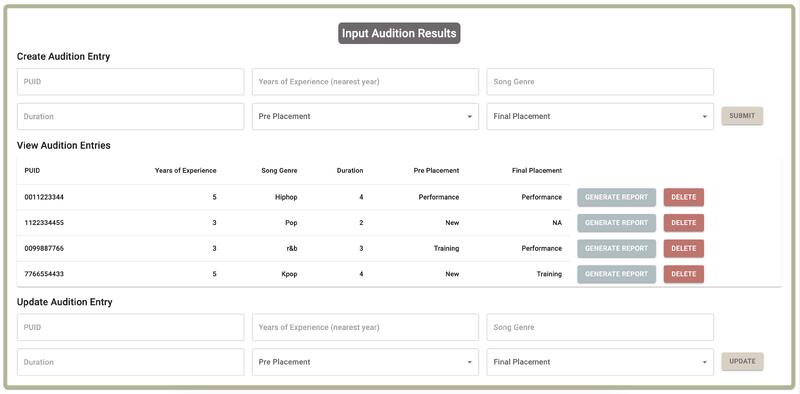 Input Audition Results
Create Audition Entry
PUID Years of Experience (nearest year) Song Genre
Duration Pre Placement Final Placement SUBMIT
View Audition Entries
PUID Years of Experience Song Genre Duration Pre Placement Final Placement
0011223344 5 Hiphop 4 Performance Performance GENERATE REPORT DELETE
1122334455 3 Pop 2 New NA GENERATE REPORT DELETE
0099887766 3 r&b 3 Training Performance GENERATE REPORT DELETE
7766554433 5 Kpop 4 New Training GENERATE REPORT DELETE
Update Audition Entry
PUID Years of Experience (nearest year) Song Genre
Duration Pre Placement Final Placement UPDATE